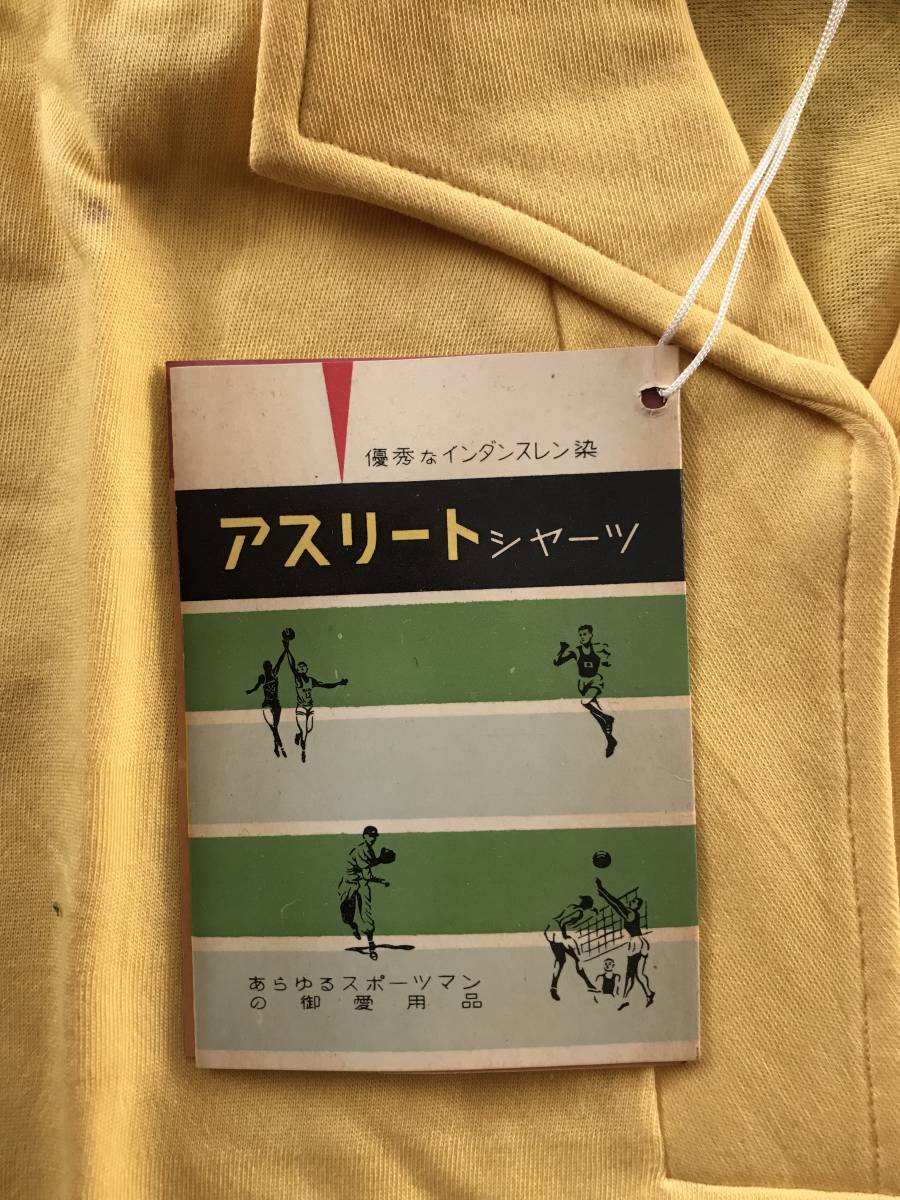 優秀なインダンスレン染
アスリートシャーツ
あらゆるスポーツマン
の御愛用品